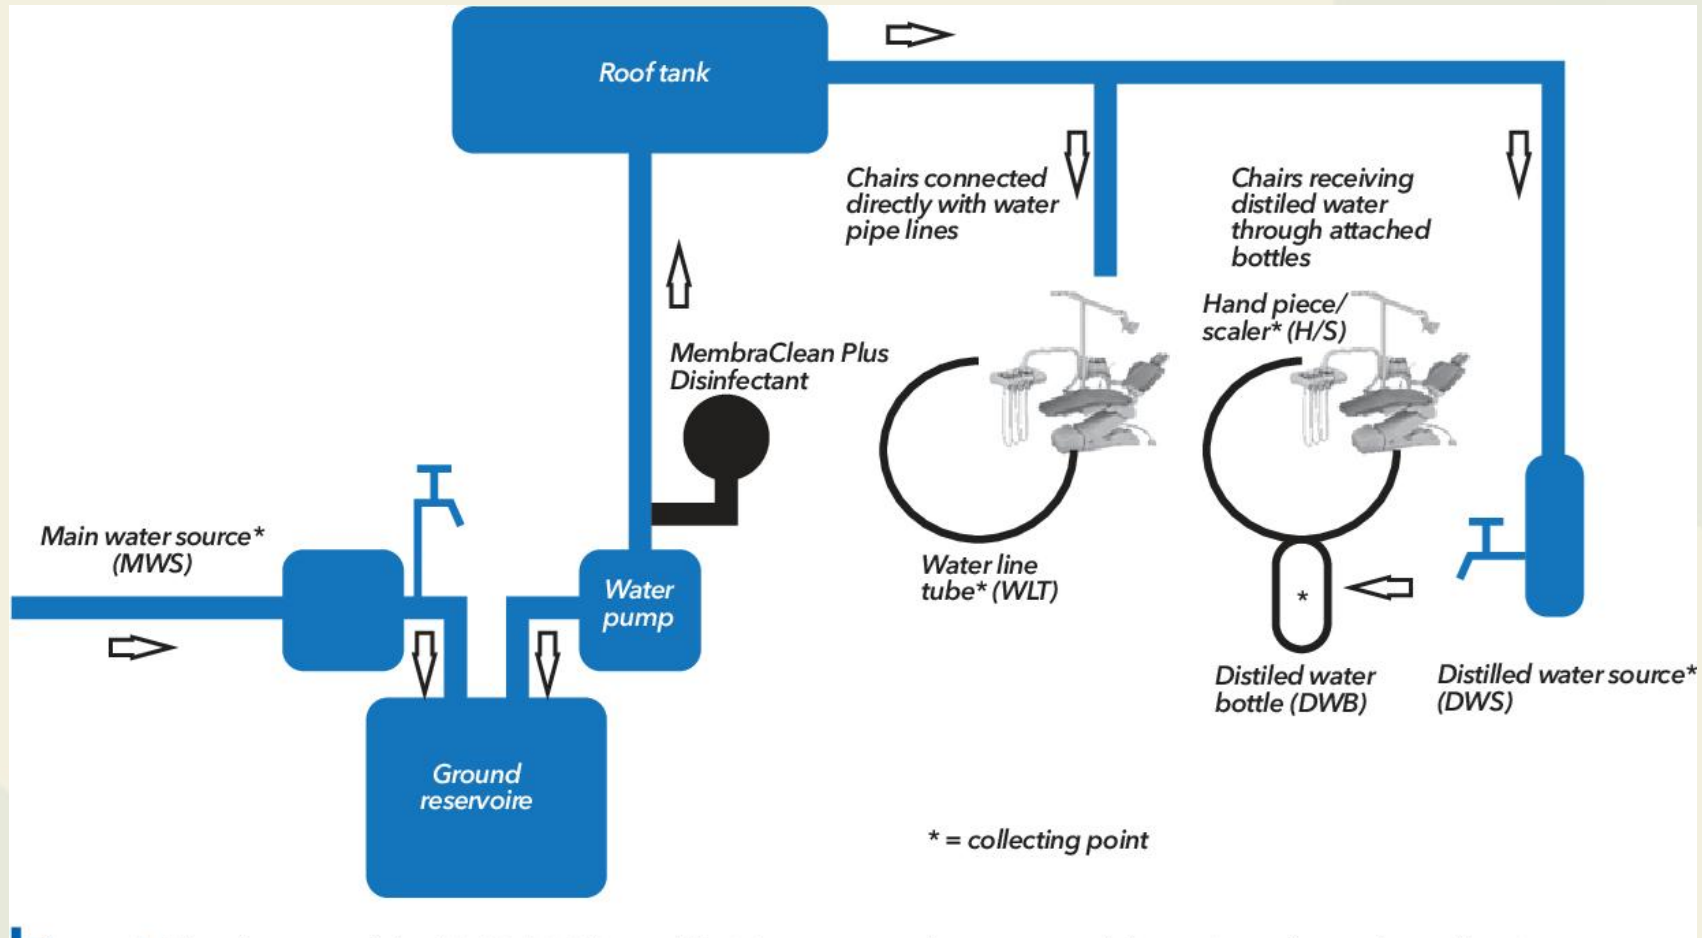 Roof tank
Chairs connected
directly with water
pipe lines
Chairs receiving
distiled water
through attached
bottles
Hand piece/
scaler* (H/S)
MembraClean Plus
Disinfectant
Main water source*
(MWS)
Water
pump
Water line
tube* (WLT)
*
Distiled water
bottle (DWB)
Distilled water source*
(DWS)
Ground
reservoire
* = collecting point